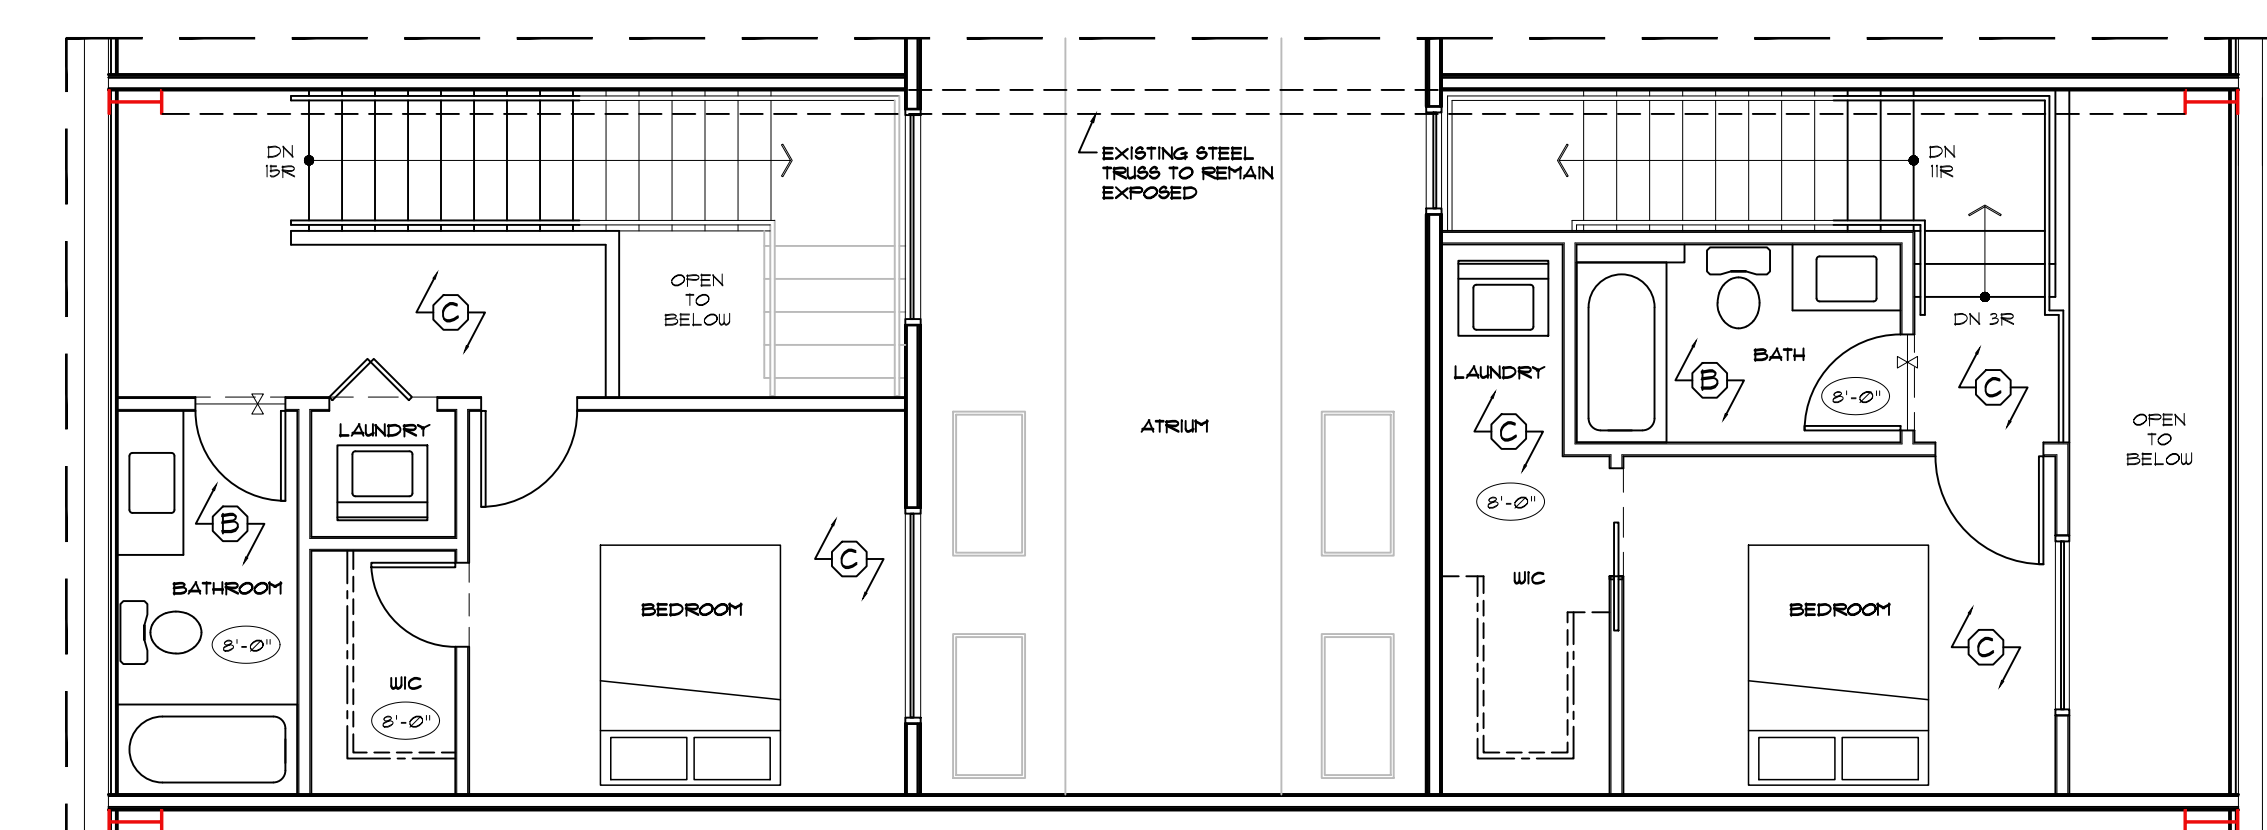 EXISTING STEEL
TRUSS TO REMAIN
EXPOSED
DN
15R
DN
11R
OPEN
TO
BELOW
C
DN 3R
BATH
B
8'-0"
LAUNDRY
C
C
8'-0"
OPEN
TO
BELOW
ATRIUM
LAUNDRY
B
BATHROOM
8'-0"
WIC
8'-0"
BEDROOM
C
WIC
BEDROOM
C